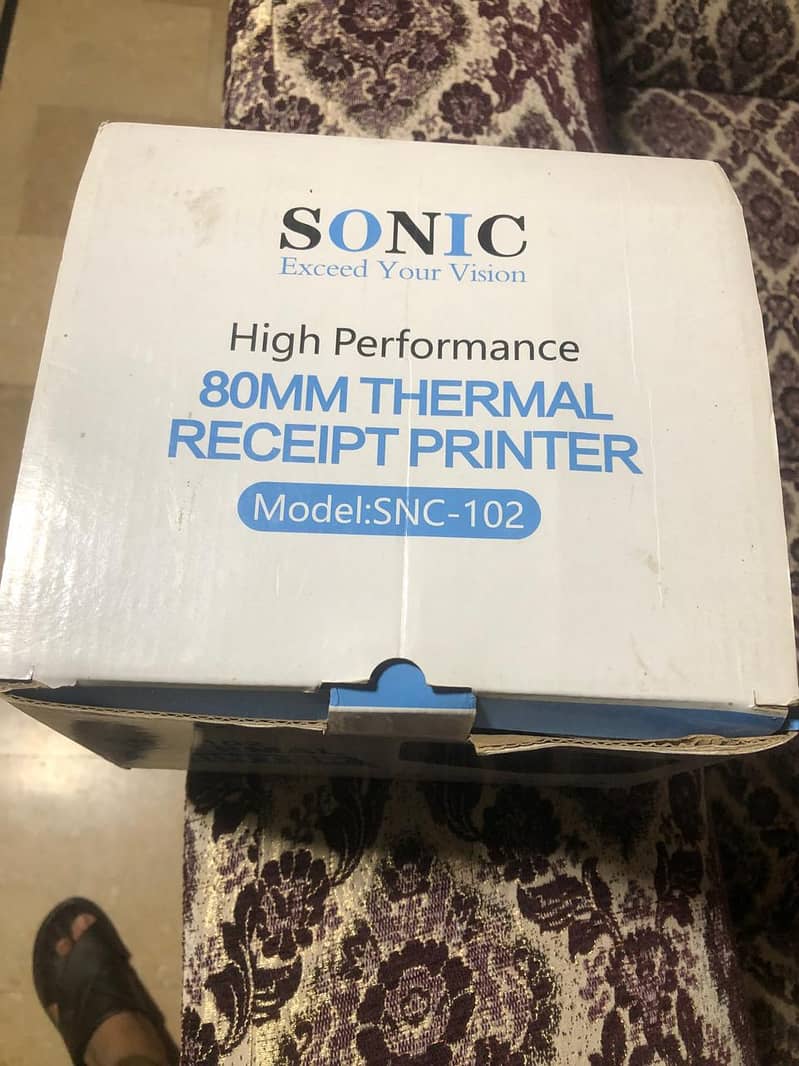 SONIC
Exceed Your Vision
High Performance
80MM THERMAL
RECEIPT PRINTER
Model:SNC-102